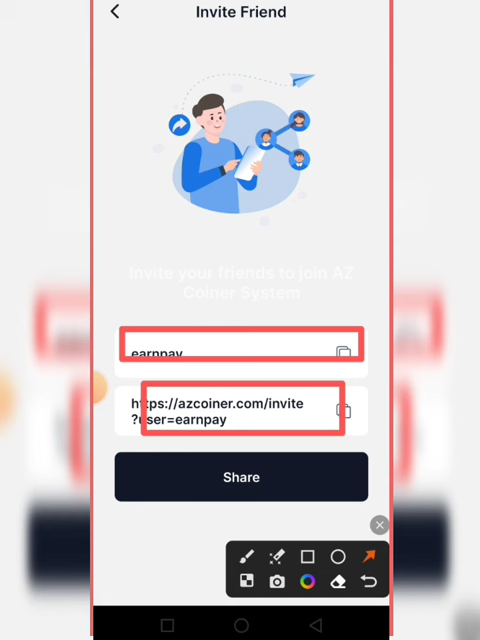 Invite Friend
Invite your friends to join AZ
Coiner System
earnpay
https://azcoiner.com/invite
?user=earnpay
Share